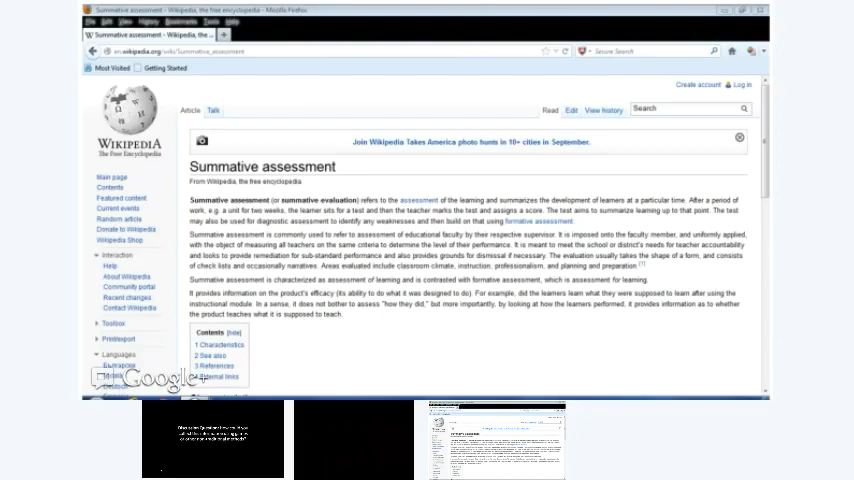 Summative assessment - Wikipedia, the free encyclopedia - Mozilla Firefox
File Edit View History Bookmarks Tools Help
Summative assessment - Wikipedia, the ...
en.wikipedia.org/wiki/Summative_assessment
Secure Search
Most Visited Getting Started
Create account Log in
Article Talk
Read Edit View history
Search
WIKIPEDIA
The Free Encyclopedia
Join Wikipedia Takes America photo hunts in 10+ cities in September.
Main page
Contents
Featured content
Current events
Random article
Donate to Wikipedia
Wikipedia Shop
Interaction
Help
About Wikipedia
Community portal
Recent changes
Contact Wikipedia
Toolbox
Print/export
Languages
Summative assessment
From Wikipedia, the free encyclopedia
Summative assessment (or summative evaluation) refers to the assessment of the learning and summarizes the development of learners at a particular time. After a period of
work, e.g. a unit for two weeks, the learner sits for a test and then the teacher marks the test and assigns a score. The test aims to summarize learning up to that point. The test
may also be used for diagnostic assessment to identify any weaknesses and then build on that using formative assessment.
Summative assessment is commonly used to refer to assessment of educational faculty by their respective supervisor. It is imposed onto the faculty member, and uniformly applied,
with the object of measuring all teachers on the same criteria to determine the level of their performance. It is meant to meet the school or district's needs for teacher accountability
and looks to provide remediation for sub-standard performance and also provides grounds for dismissal if necessary. The evaluation usually takes the shape of a form, and consists
of check lists and occasionally narratives. Areas evaluated include classroom climate, instruction, professionalism, and planning and preparation.[1]
Summative assessment is characterized as assessment of learning and is contrasted with formative assessment, which is assessment for learning.
It provides information on the product's efficacy (its ability to do what it was designed to do). For example, did the learners learn what they were supposed to learn after using the
instructional module. In a sense, it does not bother to assess "how they did," but more importantly, by looking at how the learners performed, it provides information as to whether
the product teaches what it is supposed to teach.
Contents [hide]
1 Characteristics
2 See also
3 References
External links
Google+
Discussion Question: How could you
collect this information using games
or other non-traditional methods?